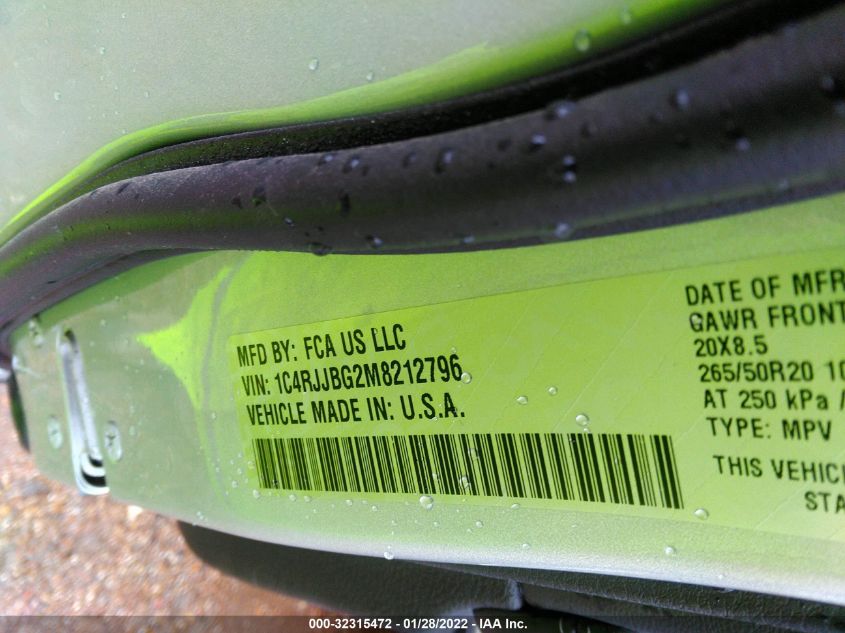 MFD BY: FCA US LLC
VIN: 1C4RJJBG2M8212796
VEHICLE MADE IN: U.S.A.
DATE OF MFR
GAWR FRONT
20X8.5
265/50R20 10
AT 250 kPa /
TYPE: MPV
THIS VEHIC
STA
000-32315472 - 01/28/2022 - IAA Inc.